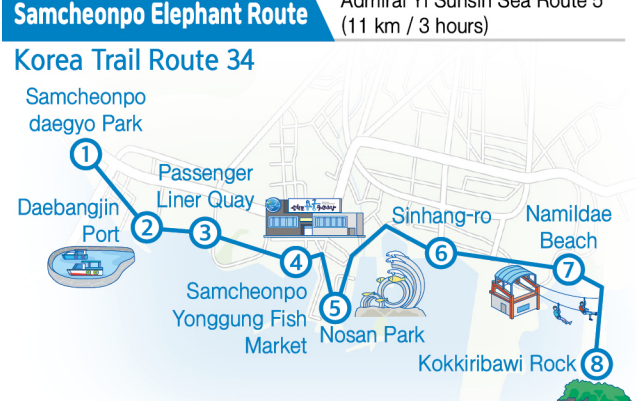 Samcheonpo Elephant Route
Admiral Yi Sunsin Sea Route 5
(11 km / 3 hours)
Korea Trail Route 34
Samcheonpo
daegyo Park
1
Passenger
Liner Quay
Daebangjin
Port
2
3
Sinhang-ro
Namildae
Beach
4
6
7
Samcheonpo
Yonggung Fish
Market
5
Nosan Park
Kokkiribawi Rock
8